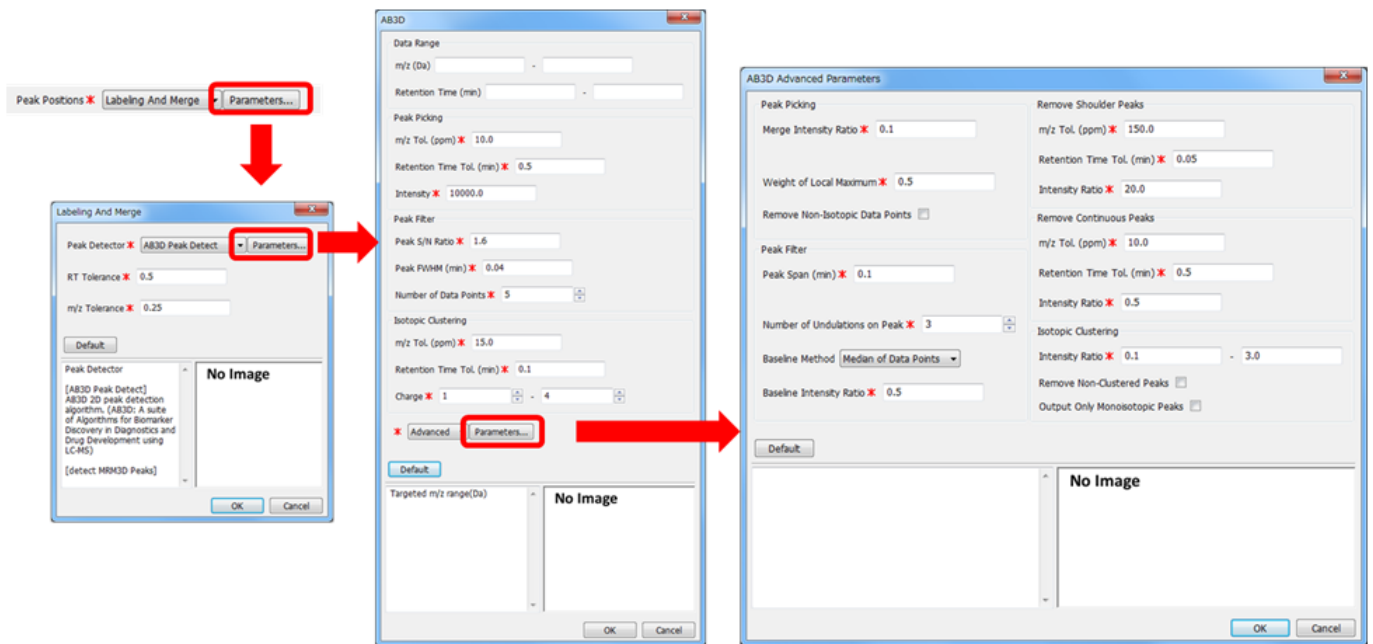 Peak Positions * Labeling And Merge Parameters...
Labeling And Merge
Peak Detector * AB3D Peak Detect Parameters...
RT Tolerance * 0.5
m/z Tolerance * 0.25
Default
Peak Detector
[AB3D Peak Detect]
AB3D 2D peak detection
algorithm. (AB3D: A suite
of Algorithms for Biomarker
Discovery in Diagnostics and
Drug Development using
LC-MS)
[detect MRM3D Peaks]
No Image
OK Cancel
AB3D
Data Range
m/z (Da) -
Retention Time (min) -
Peak Picking
m/z Tol. (ppm) * 10.0
Retention Time Tol. (min) * 0.5
Intensity * 10000.0
Peak Filter
Peak S/N Ratio * 1.6
Peak FWHM (min) * 0.04
Number of Data Points * 5
Isotopic Clustering
m/z Tol. (ppm) * 15.0
Retention Time Tol. (min) * 0.1
Charge * 1 - 4
* Advanced Parameters...
Default
Targeted m/z range(Da)
No Image
OK Cancel
AB3D Advanced Parameters
Peak Picking
Merge Intensity Ratio * 0.1
Weight of Local Maximum * 0.5
Remove Non-Isotopic Data Points
Peak Filter
Peak Span (min) * 0.1
Number of Undulations on Peak * 3
Baseline Method Median of Data Points
Baseline Intensity Ratio * 0.5
Remove Shoulder Peaks
m/z Tol. (ppm) * 150.0
Retention Time Tol. (min) * 0.05
Intensity Ratio * 20.0
Remove Continuous Peaks
m/z Tol. (ppm) * 10.0
Retention Time Tol. (min) * 0.5
Intensity Ratio * 0.5
Isotopic Clustering
Intensity Ratio * 0.1 - 3.0
Remove Non-Clustered Peaks
Output Only Monoisotopic Peaks
Default
No Image
OK Cancel